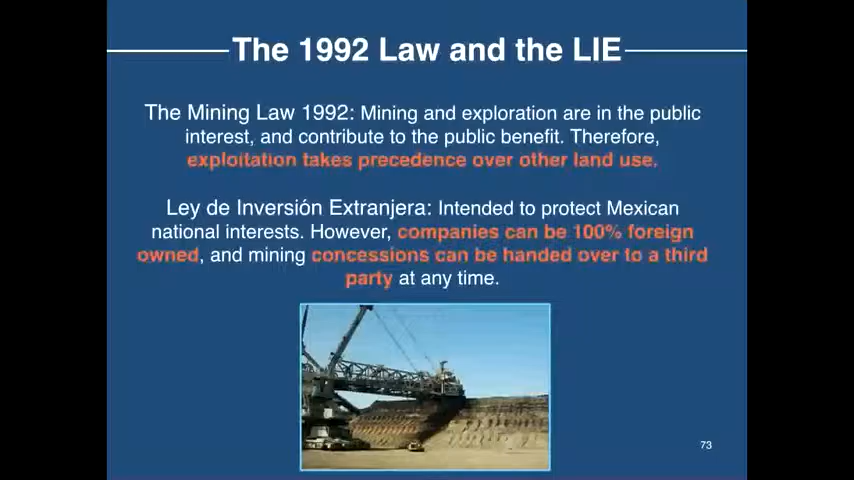 The 1992 Law and the LIE
The Mining Law 1992: Mining and exploration are in the public
interest, and contribute to the public benefit. Therefore,
exploitation takes precedence over other land use.
Ley de Inversión Extranjera: Intended to protect Mexican
national interests. However, companies can be 100% foreign
owned, and mining concessions can be handed over to a third
party at any time.
73